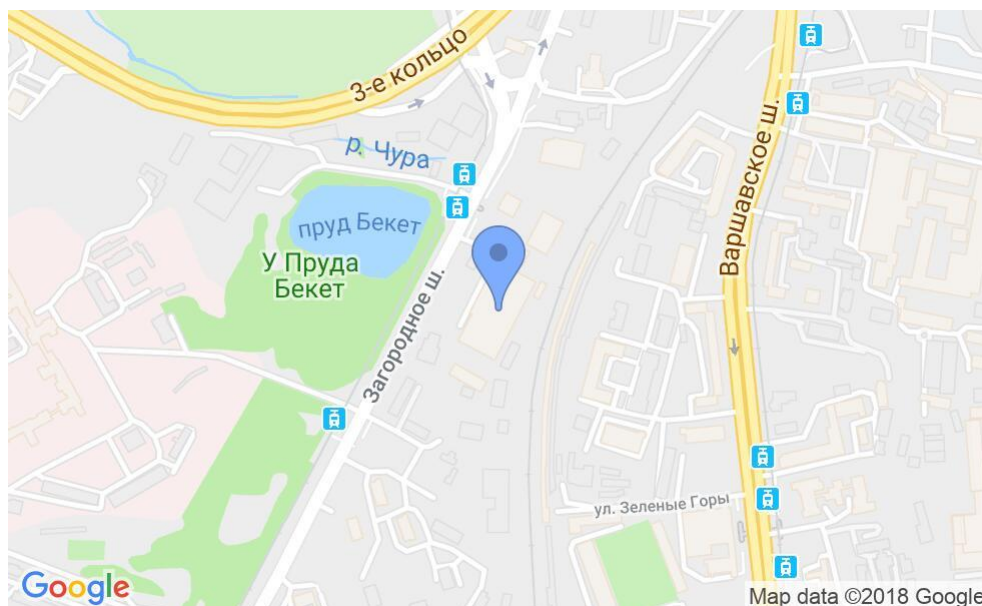 3-е кольцо
р. Чура
пруд Бекет
У Пруда
Бекет
Загородное ш.
Варшавское ш.
ул. Зеленые Горы
Google
Map data ©2018 Google